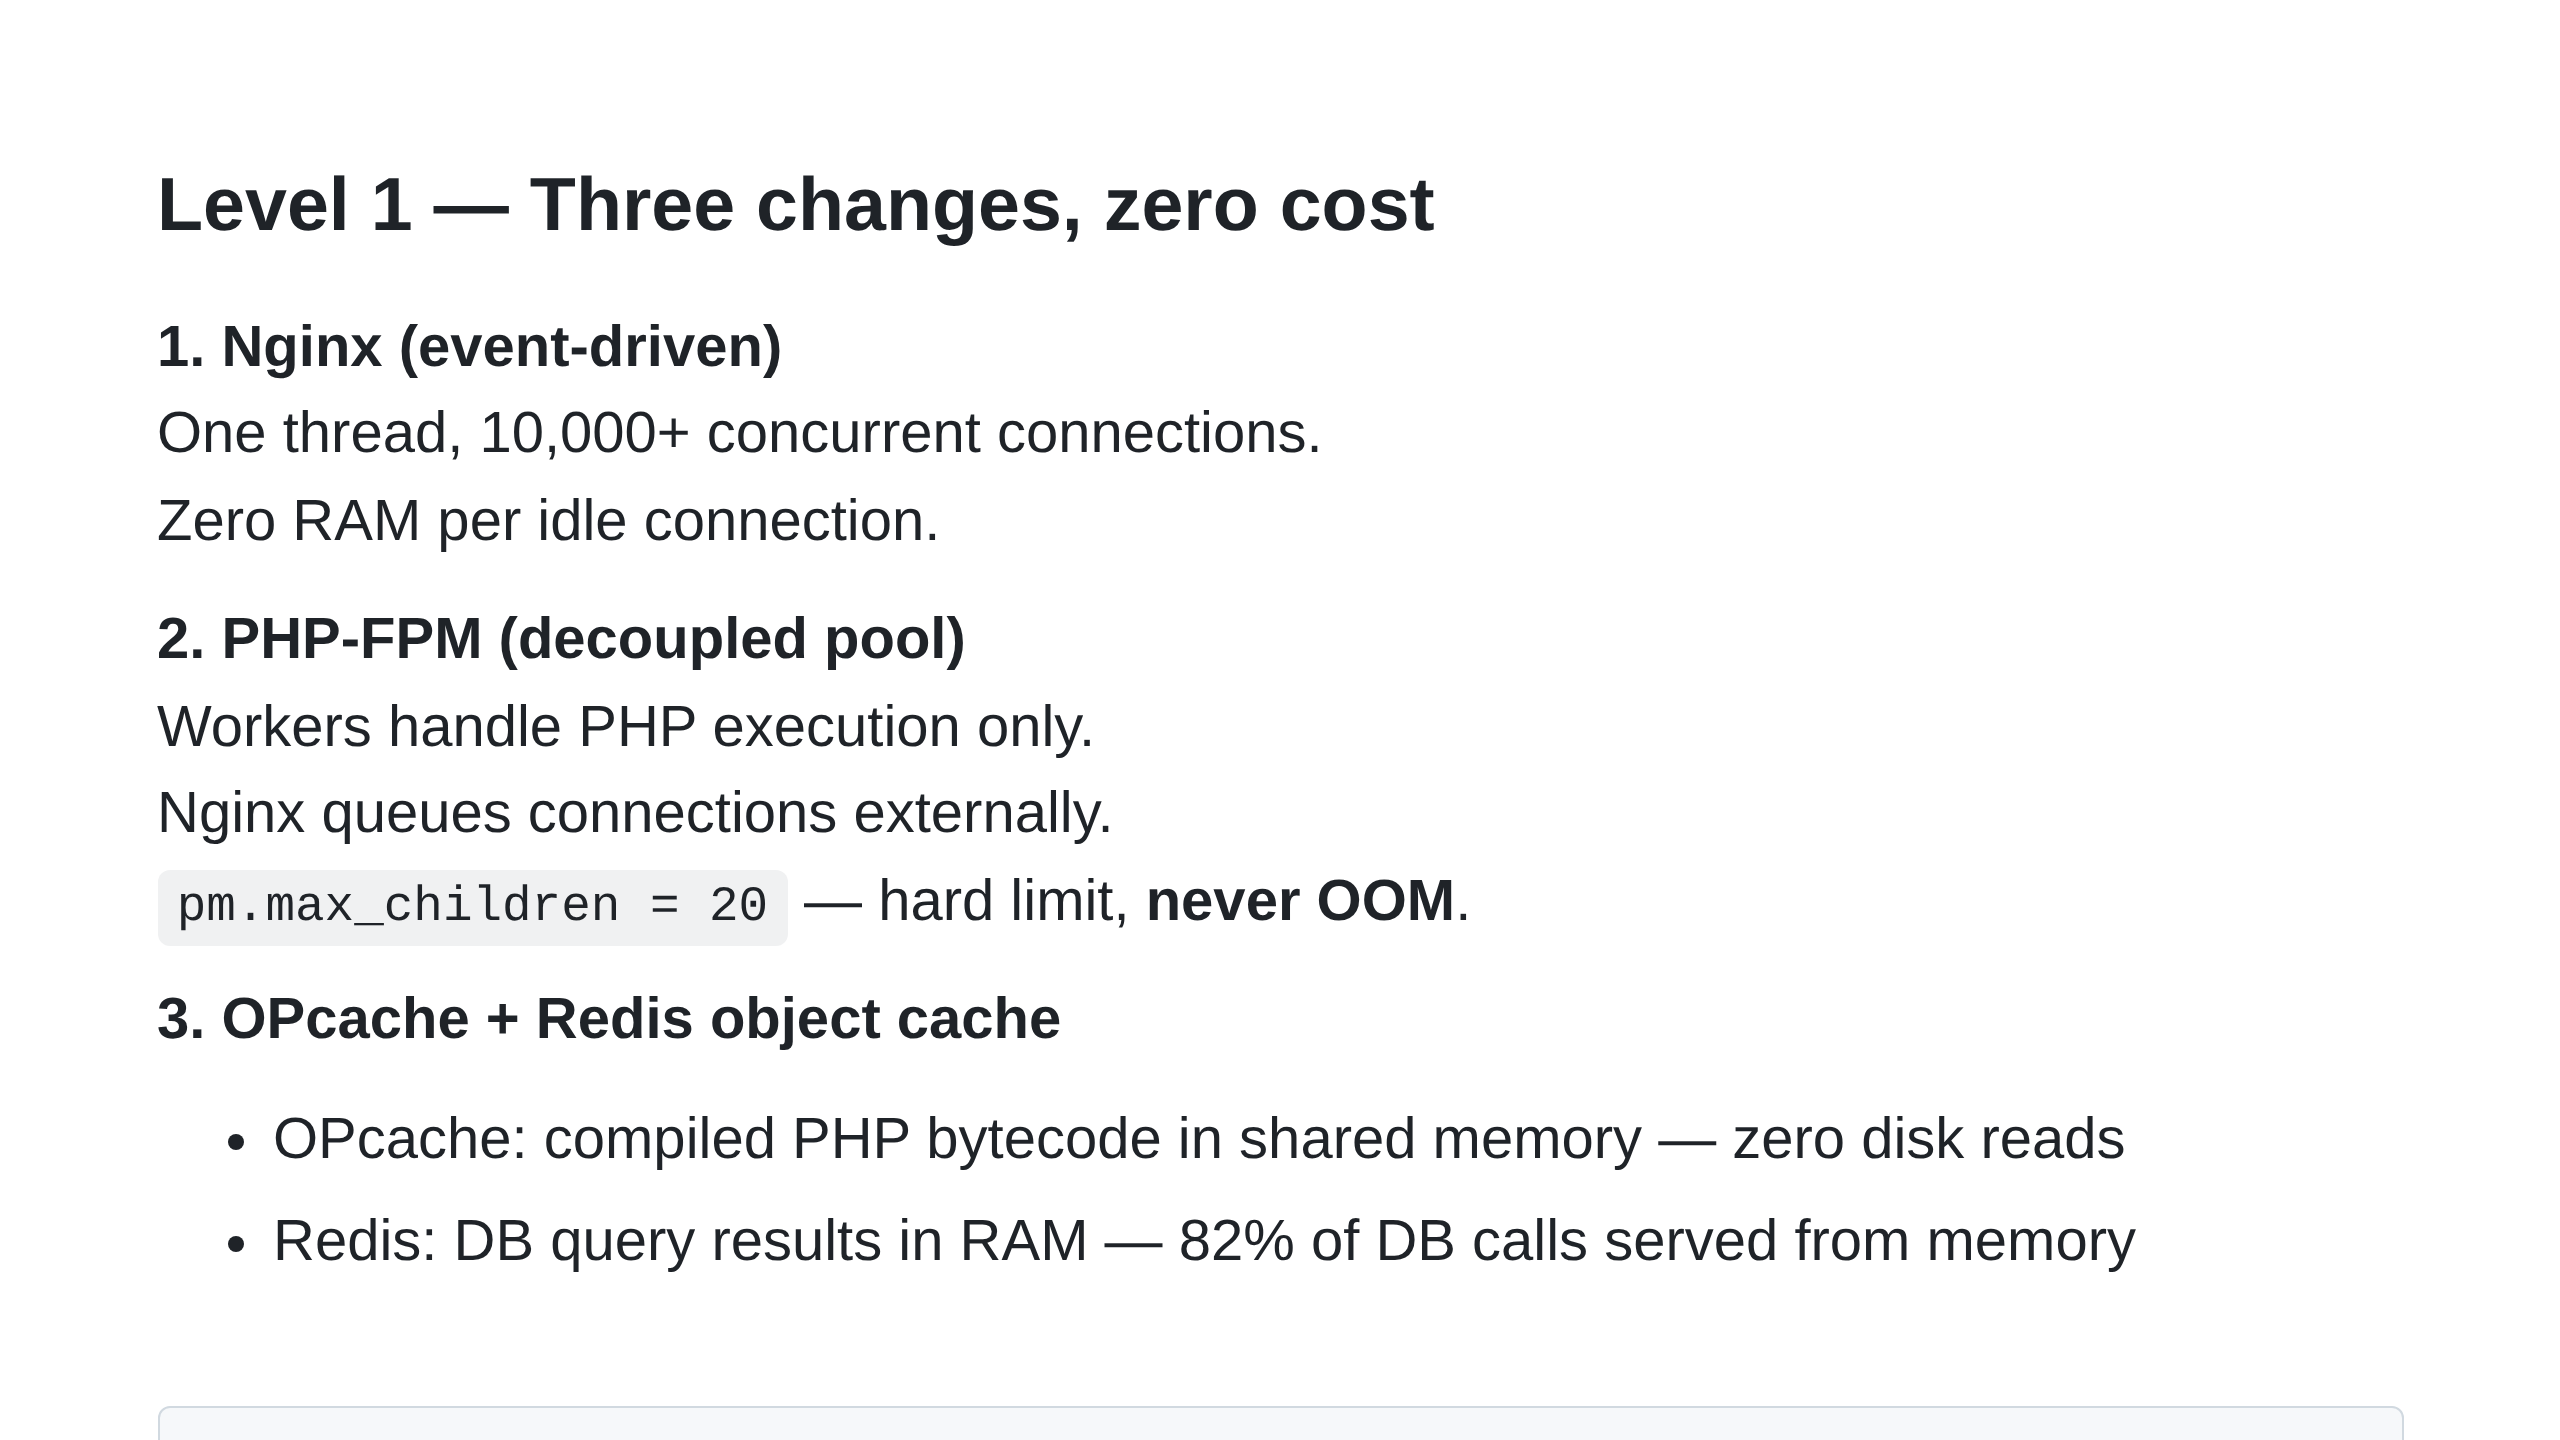 Level 1 — Three changes, zero cost
1. Nginx (event-driven)
One thread, 10,000+ concurrent connections.
Zero RAM per idle connection.
2. PHP-FPM (decoupled pool)
Workers handle PHP execution only.
Nginx queues connections externally.
pm.max_children = 20 — hard limit, never OOM.
3. OPcache + Redis object cache
• OPcache: compiled PHP bytecode in shared memory — zero disk reads
• Redis: DB query results in RAM — 82% of DB calls served from memory